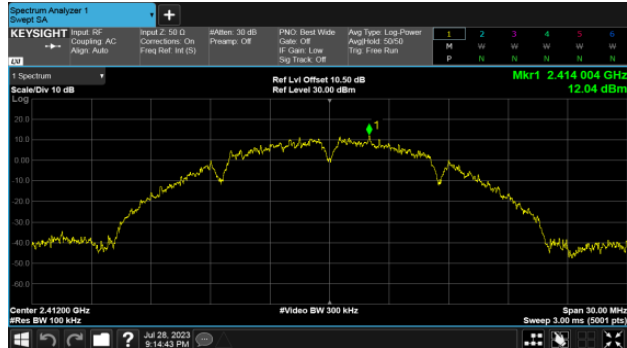 Spectrum Analyzer 1
Swept SA
+
KEYSIGHT Input: RF Input Z: 50 Ω #Atten: 30 dB PNO: Best Wide Avg Type: Log-Power 1 2 3 4 5 6
Coupling: AC Corrections: On Preamp: Off Gate: Off Avg|Hold: 50/50 M W W W W W
Align: Auto Freq Ref: Int (S) IF Gain: Low Trig: Free Run
Sig Track: Off P N N N N N
LXI
1 Spectrum
Scale/Div 10 dB
Ref Lvl Offset 10.50 dB
Ref Level 30.00 dBm
Mkr1 2.414 004 GHz
12.04 dBm
Log
20.0
10.0
0.00
-10.0
-20.0
-30.0
-40.0
-50.0
-60.0
1
Center 2.41200 GHz #Video BW 300 kHz Span 30.00 MHz
#Res BW 100 kHz Sweep 3.00 ms (5001 pts)
? Jul 28, 2023
9:14:43 PM